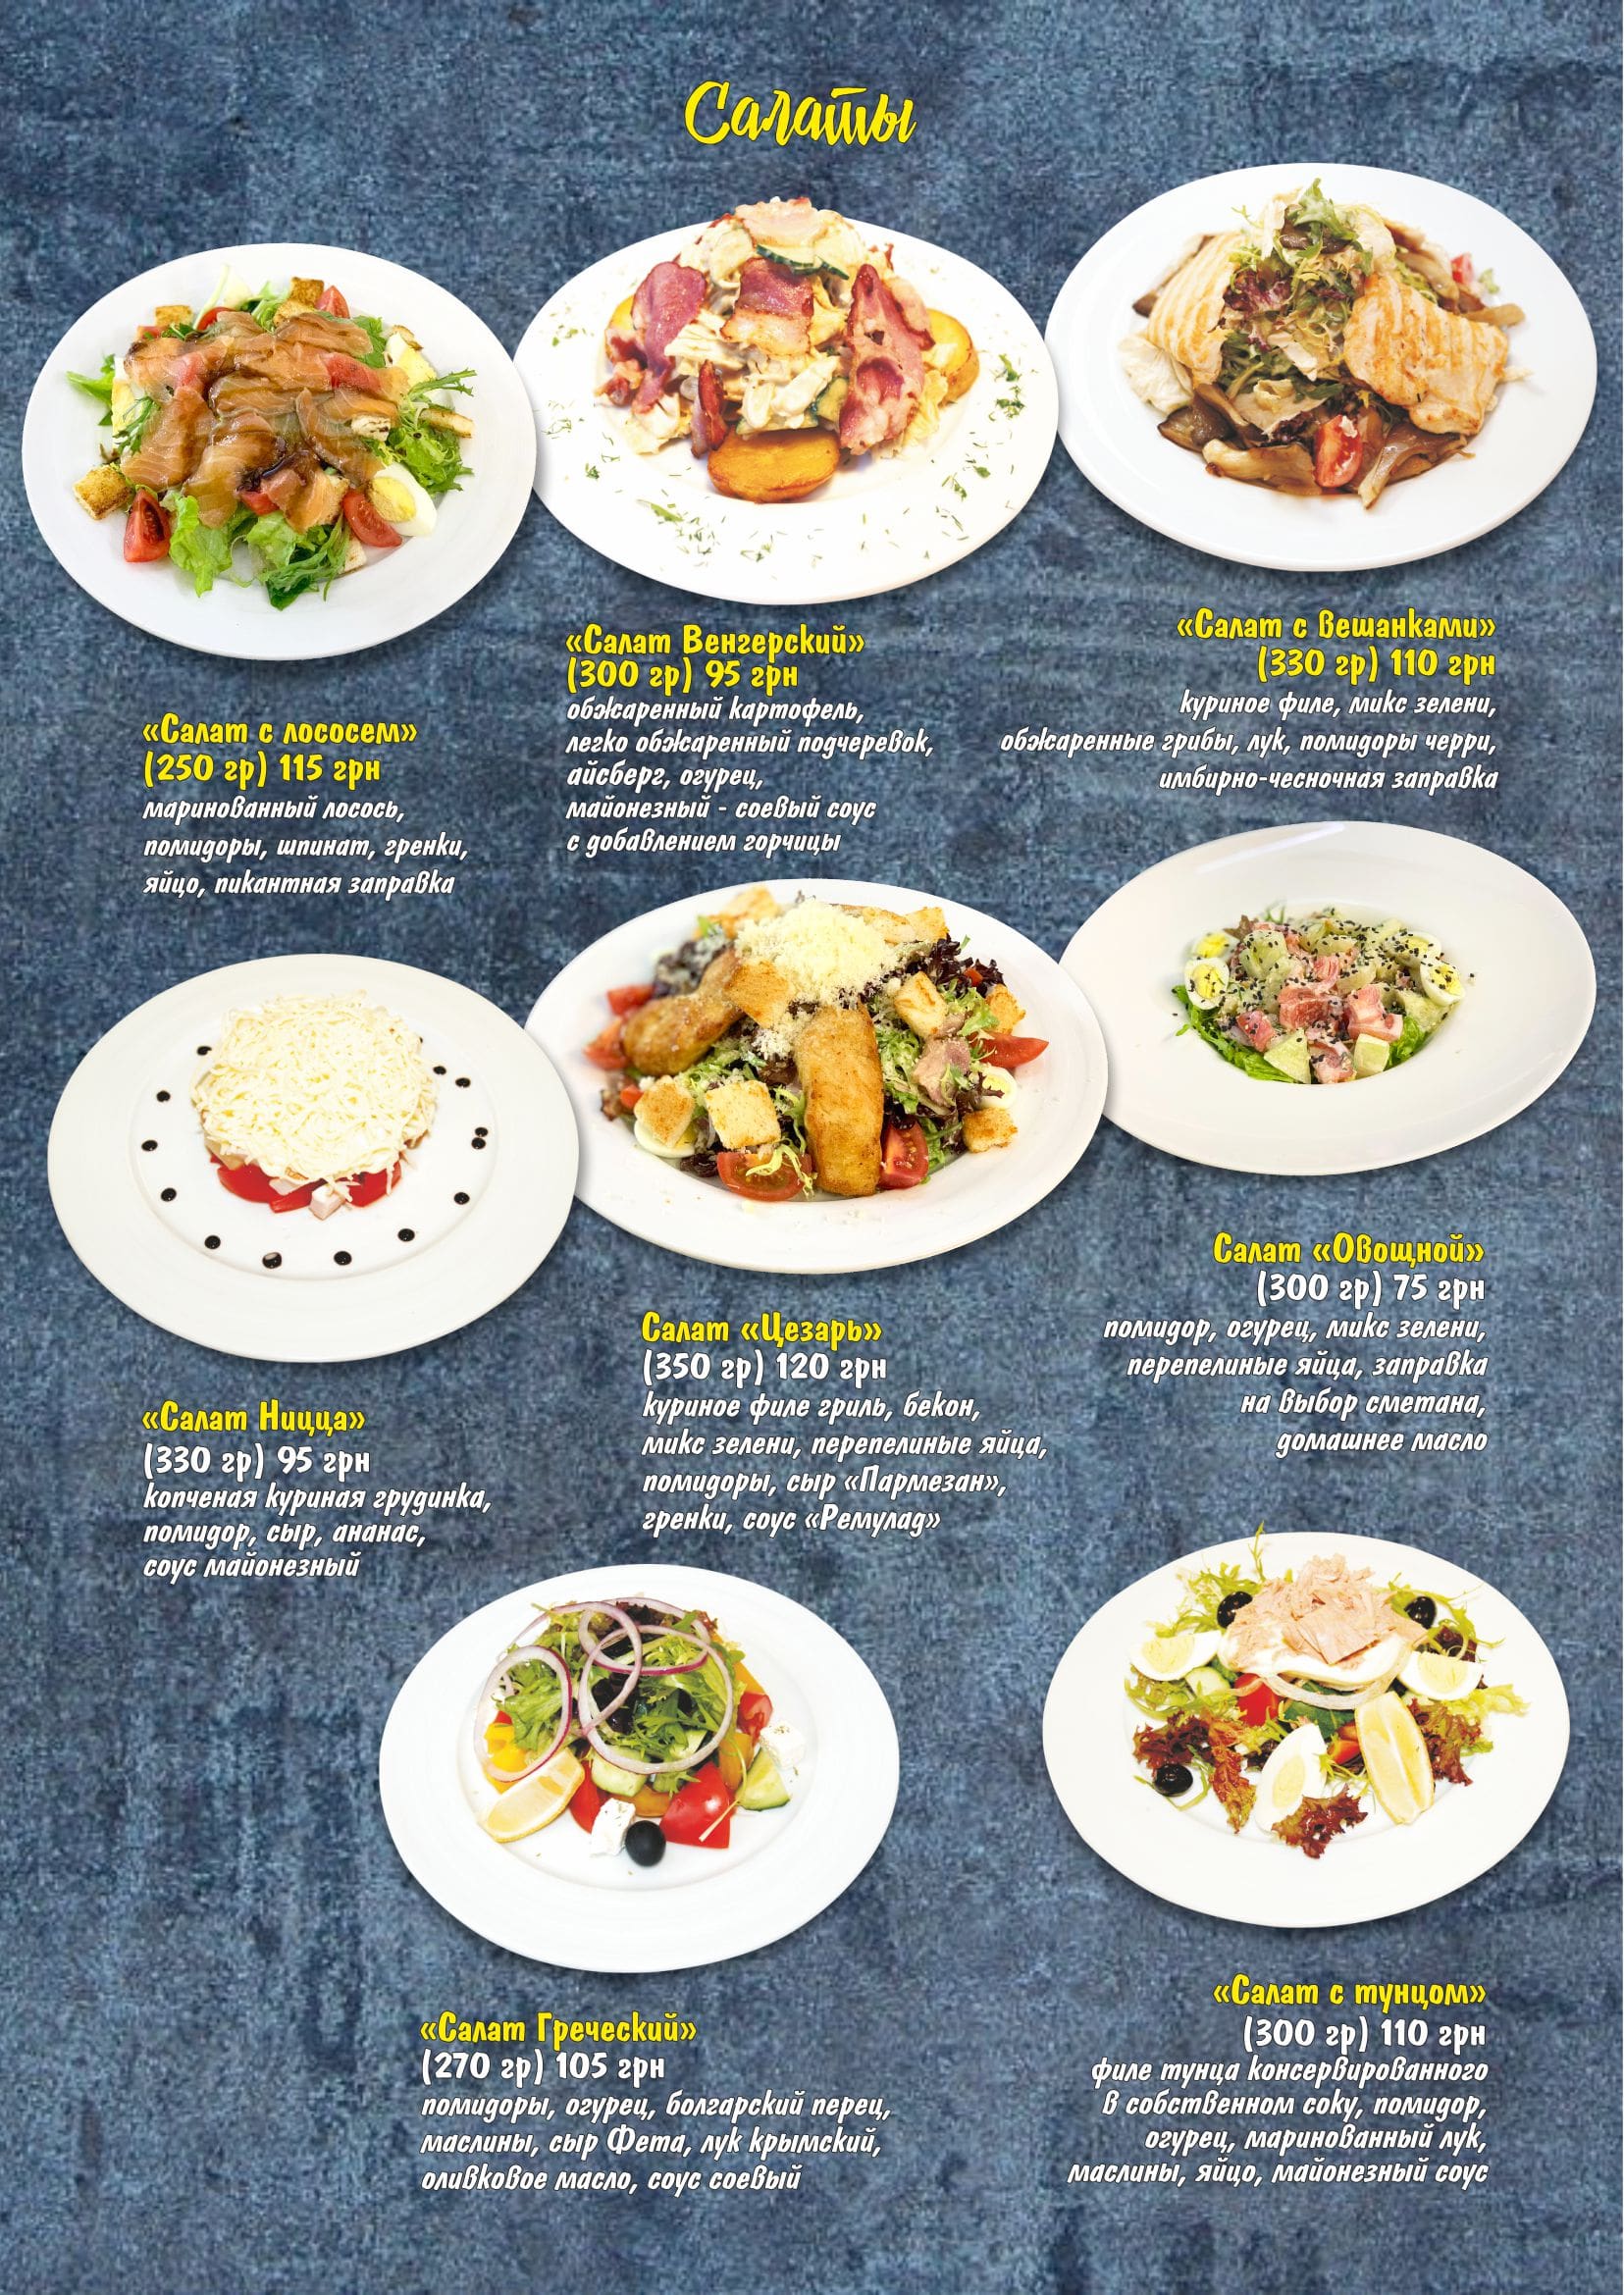 Салаты
«Салат с лососем»
(250 гр) 115 грн
маринованный лосось,
помидоры, шпинат, гренки,
яйцо, пикантная заправка
«Салат Венгерский»
(300 гр) 95 грн
обжаренный картофель,
легко обжаренный подчеревок,
айсберг, огурец,
майонезный - соевый соус
с добавлением горчицы
«Салат с вешанками»
(330 гр) 110 грн
куриное филе, микс зелени,
обжаренные грибы, лук, помидоры черри,
имбирно-чесночная заправка
«Салат Ницца»
(330 гр) 95 грн
копченая куриная грудинка,
помидор, сыр, ананас,
соус майонезный
Салат «Цезарь»
(350 гр) 120 грн
куриное филе гриль, бекон,
микс зелени, перепелиные яйца,
помидоры, сыр «Пармезан»,
гренки, соус «Ремулад»
Салат «Овощной»
(300 гр) 75 грн
помидор, огурец, микс зелени,
перепелиные яйца, заправка
на выбор сметана,
домашнее масло
«Салат Греческий»
(270 гр) 105 грн
помидоры, огурец, болгарский перец,
маслины, сыр Фета, лук крымский,
оливковое масло, соус соевый
«Салат с тунцом»
(300 гр) 110 грн
филе тунца консервированного
в собственном соку, помидор,
огурец, маринованный лук,
маслины, яйцо, майонезный соус